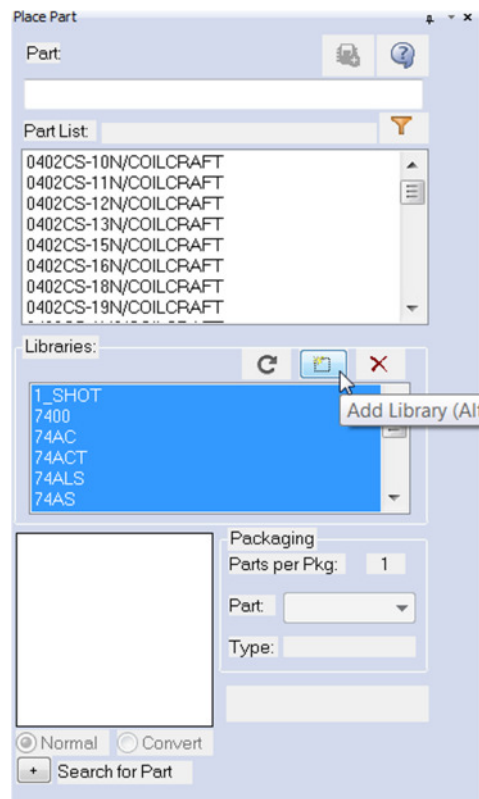 Place Part
Part:
Part List:
0402CS-10N/COILCRAFT
0402CS-11N/COILCRAFT
0402CS-12N/COILCRAFT
0402CS-13N/COILCRAFT
0402CS-15N/COILCRAFT
0402CS-16N/COILCRAFT
0402CS-18N/COILCRAFT
0402CS-19N/COILCRAFT
Libraries:
1_SHOT
7400
Add Library (Alt
74AC
74ACT
74ALS
74AS
Packaging
Parts per Pkg: 1
Part:
Type:
Normal Convert
+ Search for Part